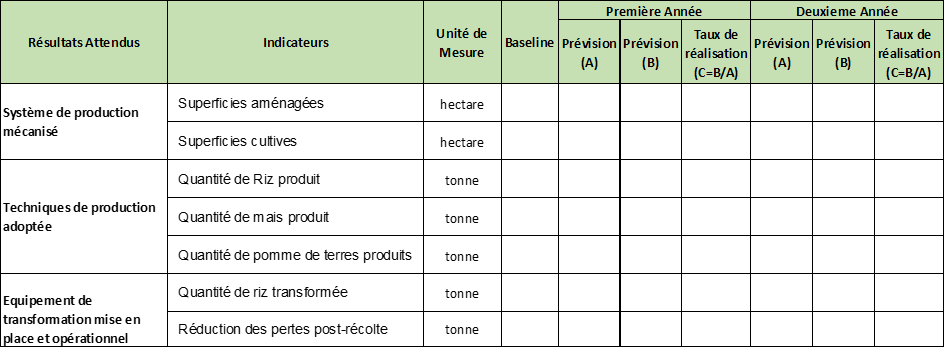 Résultats Attendus
Indicateurs
Unité de
Mesure
Baseline
Première Année
Deuxieme Année
Prévision
(A)
Prévision
(B)
Taux de
réalisation
(C=B/A)
Prévision
(A)
Prévision
(B)
Taux de
réalisation
(C=B/A)
Système de production
mécanisé
Superficies aménagées
hectare
Superficies cultives
hectare
Techniques de production
adoptée
Quantité de Riz produit
tonne
Quantité de mais produit
tonne
Quantité de pomme de terres produits
tonne
Equipement de
transformation mise en
place et opérationnel
Quantité de riz transformée
tonne
Réduction des pertes post-récolte
tonne